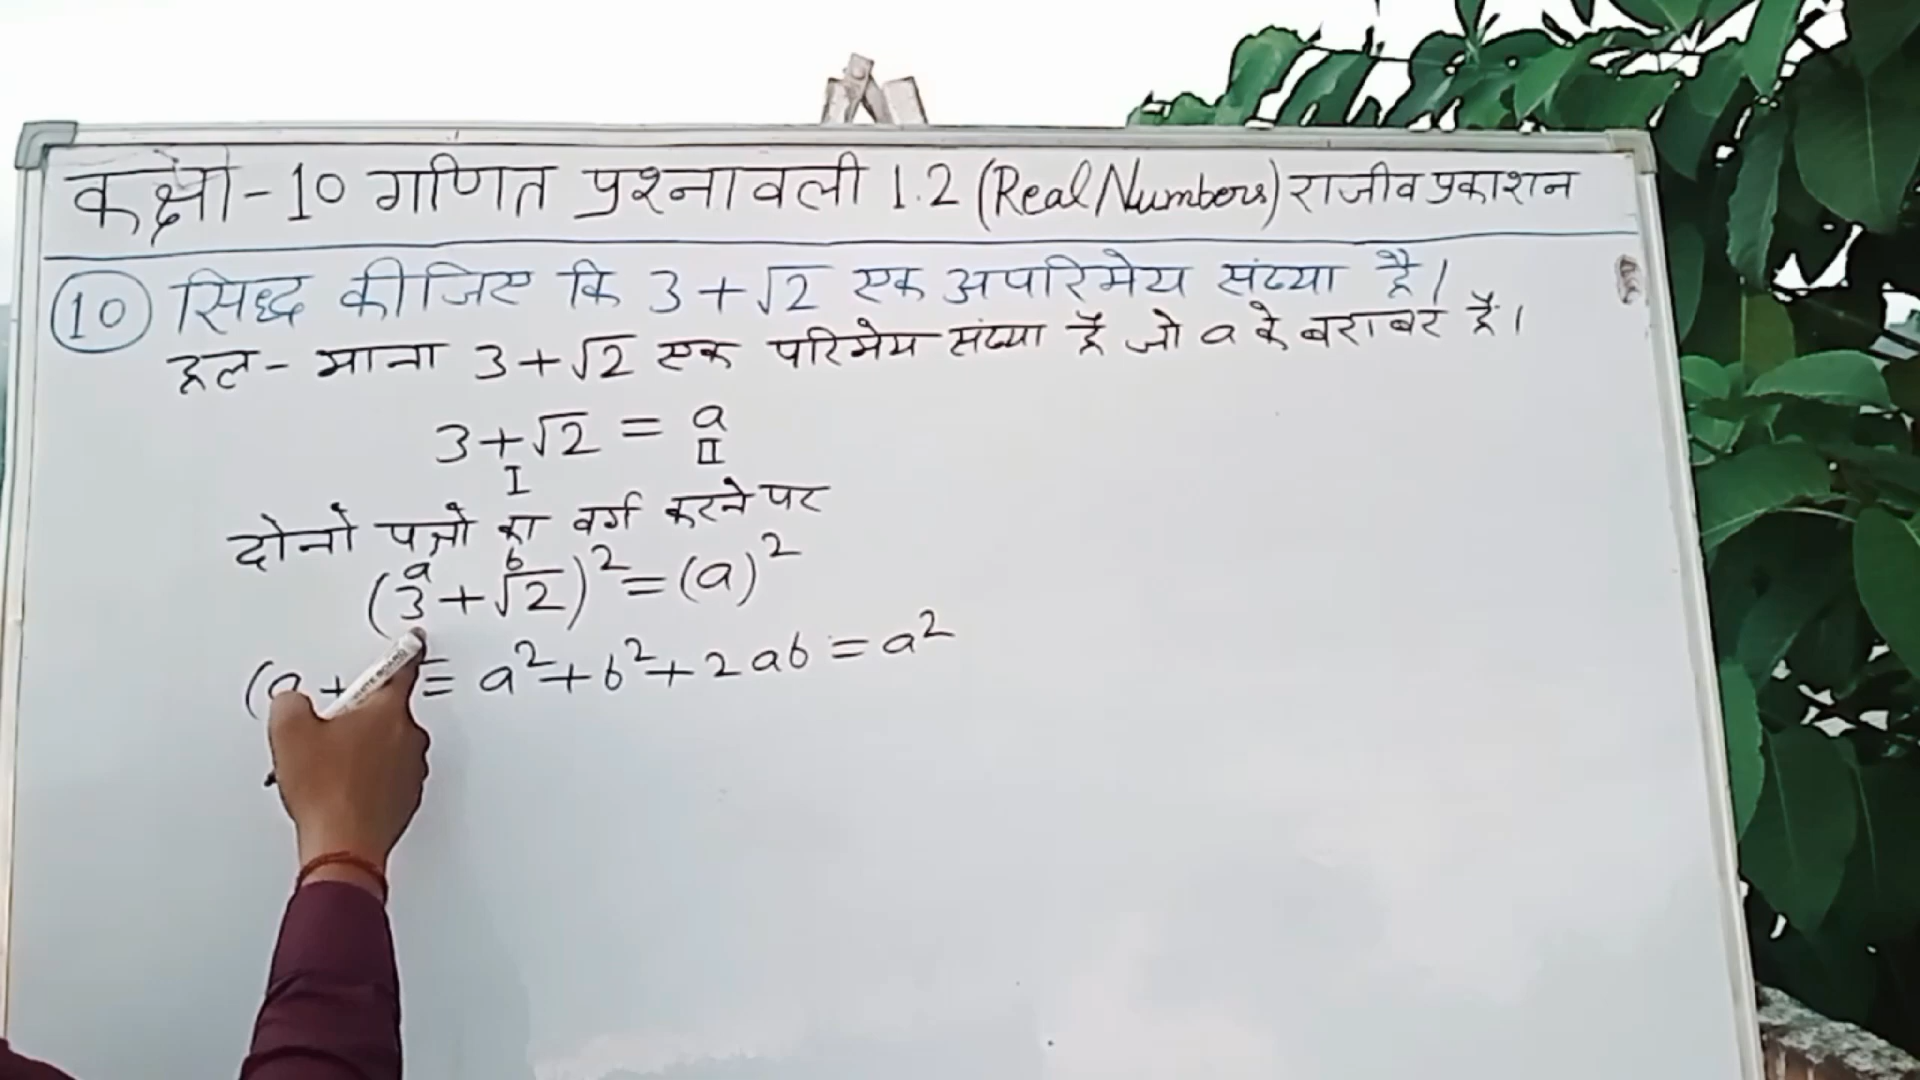 कक्षा-10 गणित प्रश्नावली 1.2 (Real Numbers) राजीव प्रकाशन
10 सिद्ध कीजिए कि 3+√2 एक अपरिमेय संख्या है।
हल- माना 3+√2 एक परिमेय संख्या है जो a के बराबर है।
3+√2 = a
I II
दोनों पक्षों का वर्ग करने पर
a b
(3+√2)² = (a)²
(a + = a²+b²+2ab = a²